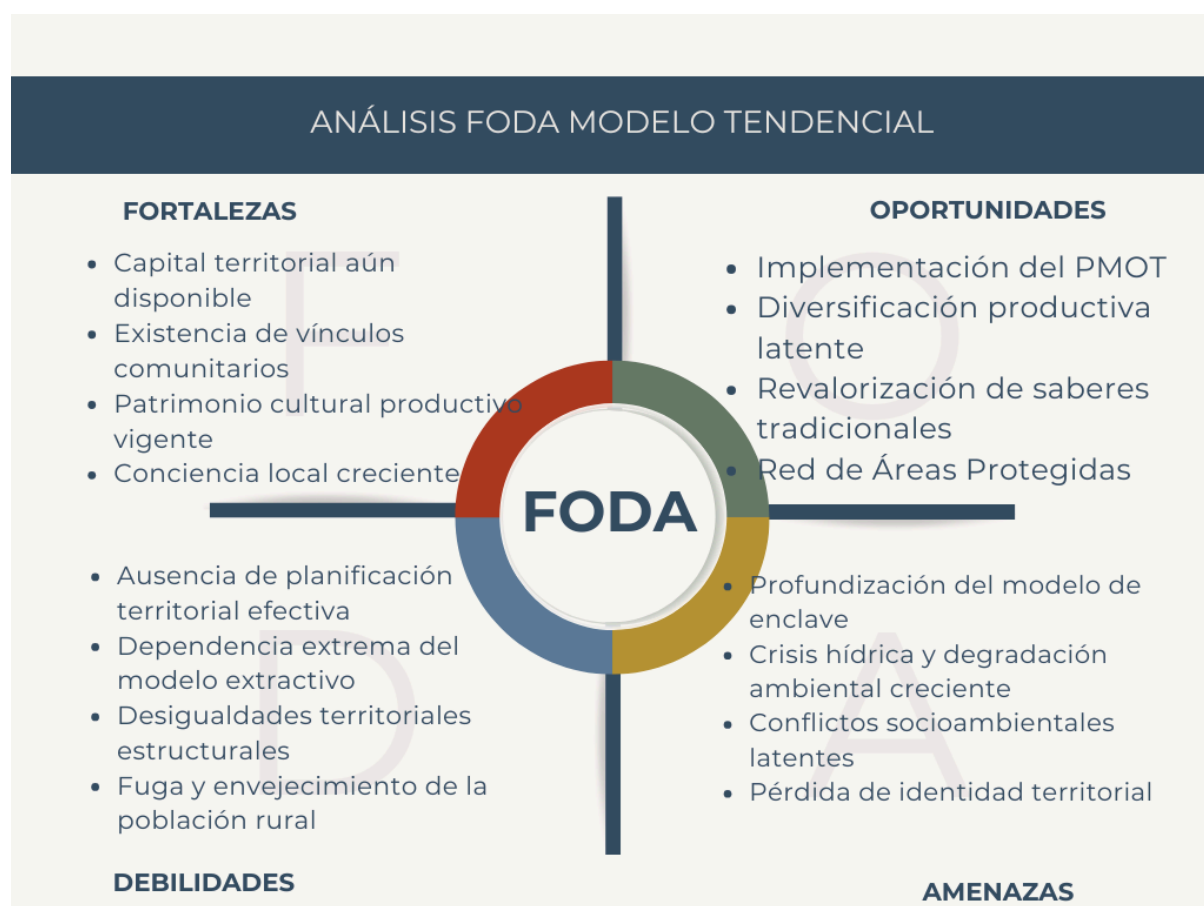 ANÁLISIS FODA MODELO TENDENCIAL
FORTALEZAS
• Capital territorial aún
disponible
• Existencia de vínculos
comunitarios
• Patrimonio cultural productivo
vigente
• Conciencia local creciente
F
OPORTUNIDADES
• Implementación del PMOT
• Diversificación productiva
latente
• Revalorización de saberes
tradicionales
• Red de Áreas Protegidas
O
FODA
• Ausencia de planificación
territorial efectiva
• Dependencia extrema del
modelo extractivo
• Desigualdades territoriales
estructurales
• Fuga y envejecimiento de la
población rural
D
DEBILIDADES
• Profundización del modelo de
enclave
• Crisis hídrica y degradación
ambiental creciente
• Conflictos socioambientales
latentes
• Pérdida de identidad territorial
A
AMENAZAS